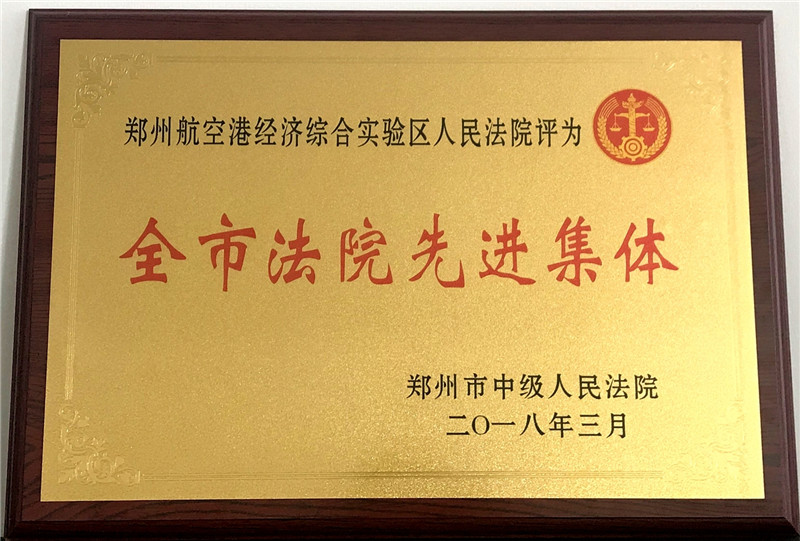 郑州航空港经济综合实验区人民法院评为
全市法院先进集体
郑州市中级人民法院
二〇一八年三月